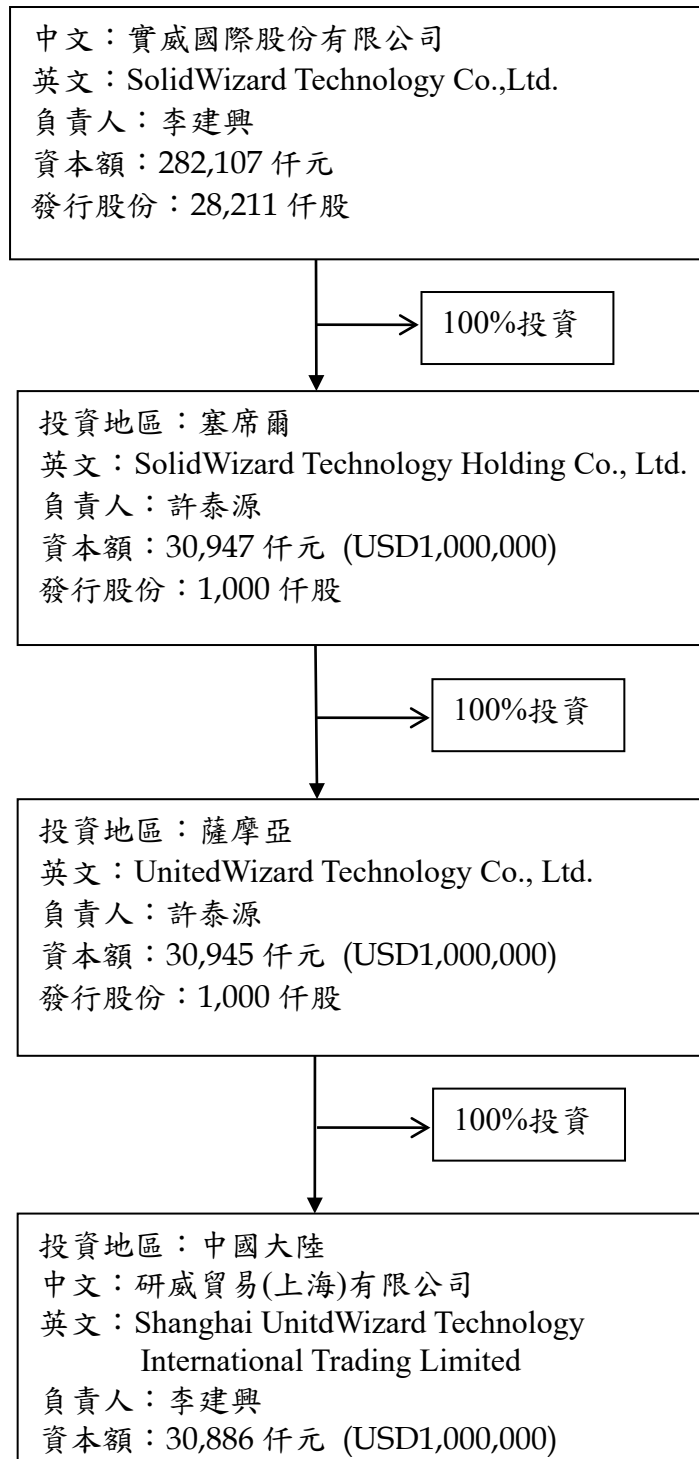 中文：實威國際股份有限公司
英文：SolidWizard Technology Co.,Ltd.
負責人：李建興
資本額：282,107 仟元
發行股份：28,211 仟股
100%投資
投資地區：塞席爾
英文：SolidWizard Technology Holding Co., Ltd.
負責人：許泰源
資本額：30,947 仟元 (USD1,000,000)
發行股份：1,000 仟股
100%投資
投資地區：薩摩亞
英文：UnitedWizard Technology Co., Ltd.
負責人：許泰源
資本額：30,945 仟元 (USD1,000,000)
發行股份：1,000 仟股
100%投資
投資地區：中國大陸
中文：研威貿易(上海)有限公司
英文：Shanghai UnitdWizard Technology
International Trading Limited
負責人：李建興
資本額：30,886 仟元 (USD1,000,000)